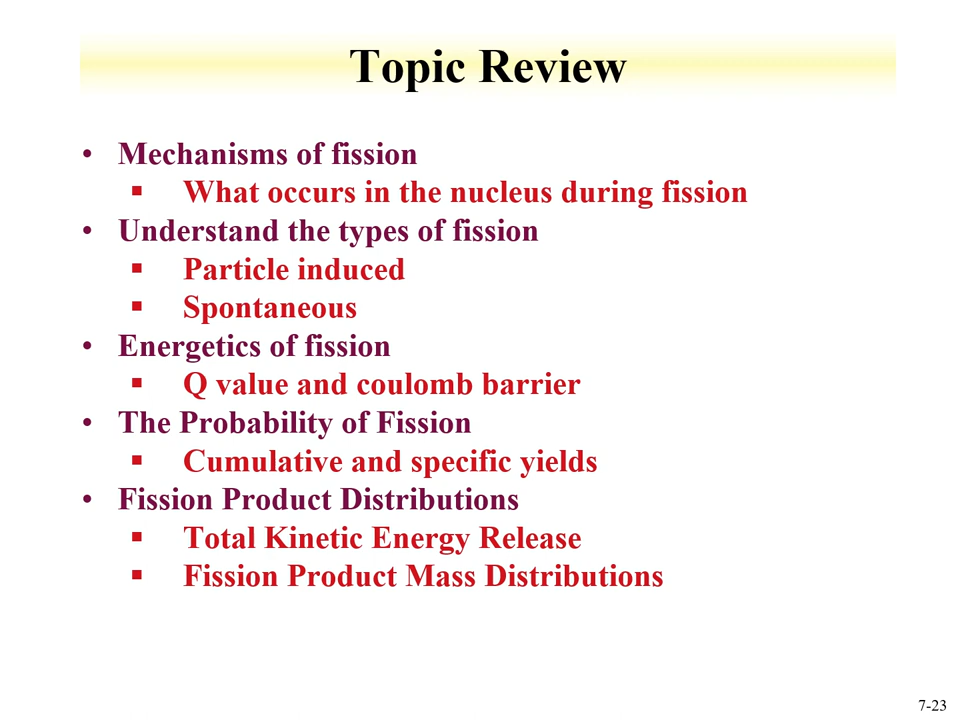 Topic Review
• Mechanisms of fission
▪ What occurs in the nucleus during fission
• Understand the types of fission
▪ Particle induced
▪ Spontaneous
• Energetics of fission
▪ Q value and coulomb barrier
• The Probability of Fission
▪ Cumulative and specific yields
• Fission Product Distributions
▪ Total Kinetic Energy Release
▪ Fission Product Mass Distributions
7-23